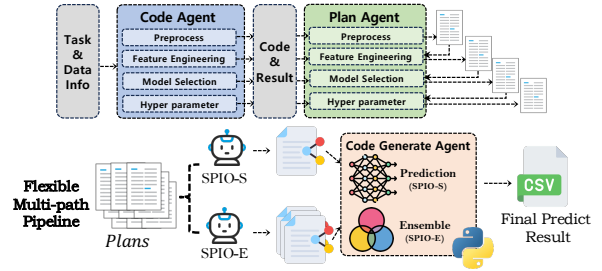 Task
&
Data
Info
Code Agent
Preprocess
Feature Engineering
Model Selection
Hyper parameter
Code
&
Result
Plan Agent
Preprocess
Feature Engineering
Model Selection
Hyper parameter
Flexible
Multi-path
Pipeline
Plans
SPIO-S
SPIO-E
Code Generate Agent
Prediction
(SPIO-S)
Ensemble
(SPIO-E)
CSV
Final Predict
Result